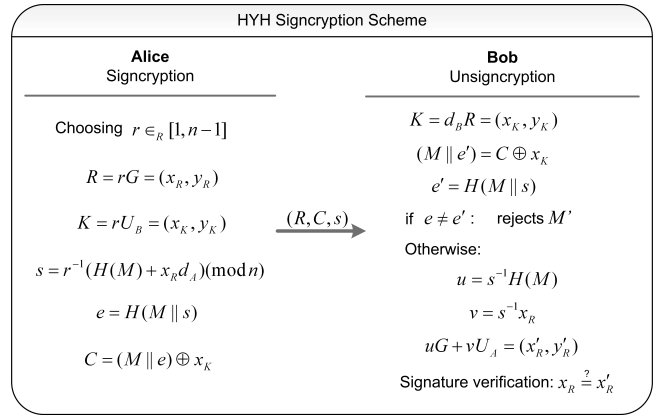 HYH Signcryption Scheme
Alice
Signcryption
Choosing r ∈_R [1, n−1]
R = rG = (x_R, y_R)
K = rU_B = (x_K, y_K)
s = r^{-1}(H(M) + x_R d_A)(mod n)
e = H(M || s)
C = (M || e) ⊕ x_K
(R, C, s)
Bob
Unsigncryption
K = d_B R = (x_K, y_K)
(M || e′) = C ⊕ x_K
e′ = H(M || s)
if e ≠ e′ : rejects M’
Otherwise:
u = s^{-1}H(M)
v = s^{-1}x_R
uG + vU_A = (x′_R, y′_R)
Signature verification: x_R ≟ x′_R